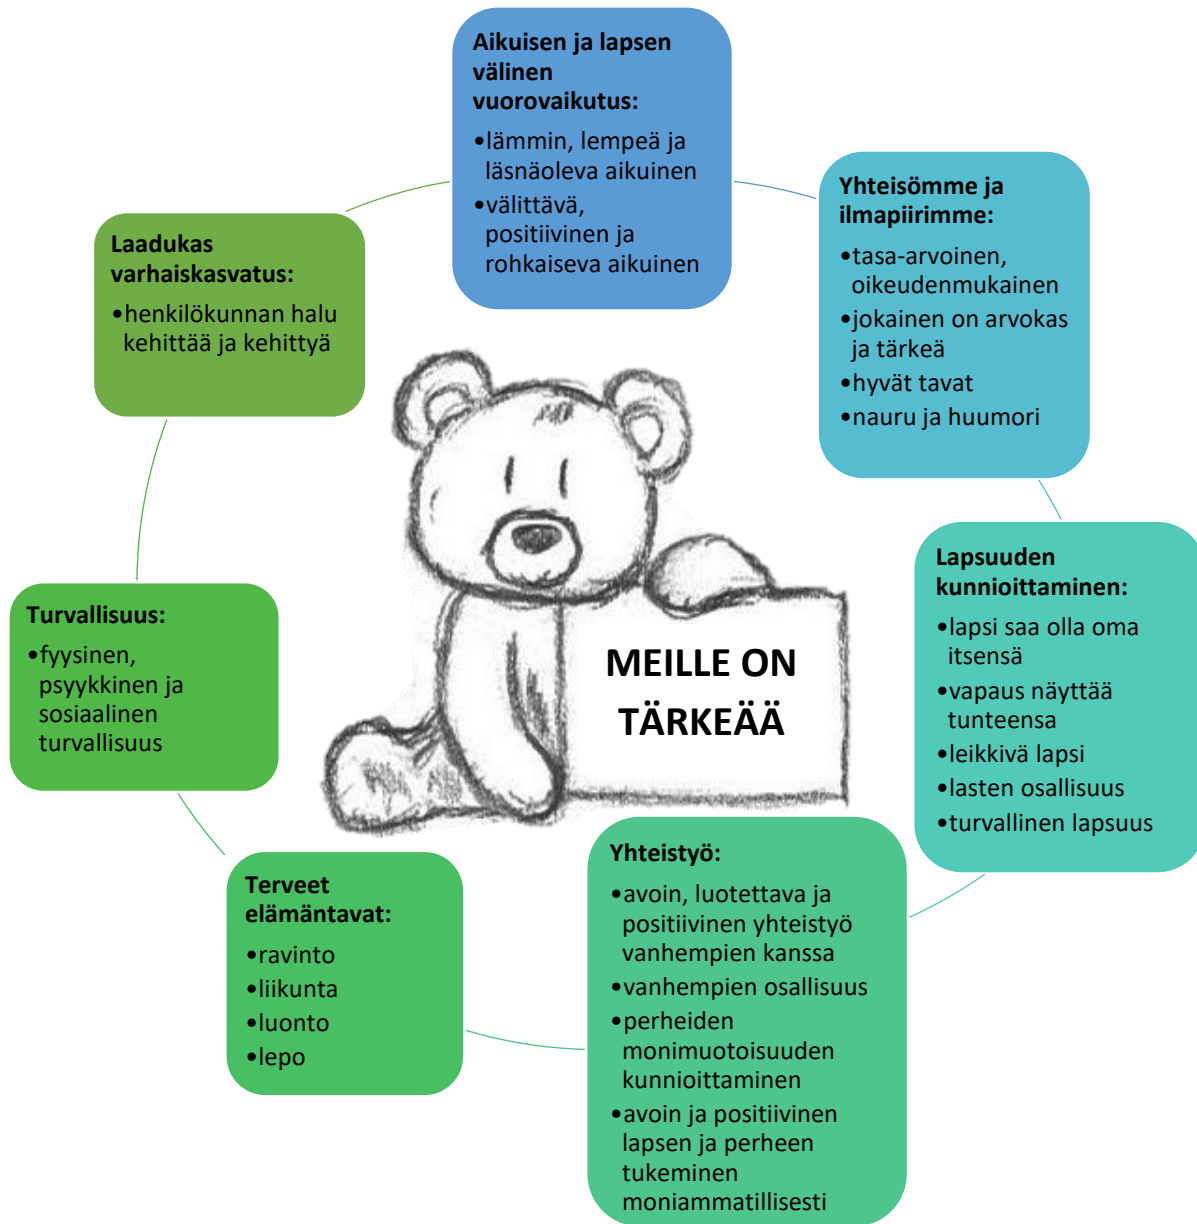 Aikuisen ja lapsen
välinen
vuorovaikutus:
•lämmin, lempeä ja
läsnäoleva aikuinen
•välittävä,
positiivinen ja
rohkaiseva aikuinen
Yhteisömme ja
ilmapiirimme:
•tasa-arvoinen,
oikeudenmukainen
•jokainen on arvokas
ja tärkeä
•hyvät tavat
•nauru ja huumori
Lapsuuden
kunnioittaminen:
•lapsi saa olla oma
itsensä
•vapaus näyttää
tunteensa
•leikkivä lapsi
•lasten osallisuus
•turvallinen lapsuus
Yhteistyö:
•avoin, luotettava ja
positiivinen yhteistyö
vanhempien kanssa
•vanhempien osallisuus
•perheiden
monimuotoisuuden
kunnioittaminen
•avoin ja positiivinen
lapsen ja perheen
tukeminen
moniammatillisesti
Terveet
elämäntavat:
•ravinto
•liikunta
•luonto
•lepo
Turvallisuus:
•fyysinen,
psyykkinen ja
sosiaalinen
turvallisuus
Laadukas
varhaiskasvatus:
•henkilökunnan halu
kehittää ja kehittyä
MEILLE ON
TÄRKEÄÄ